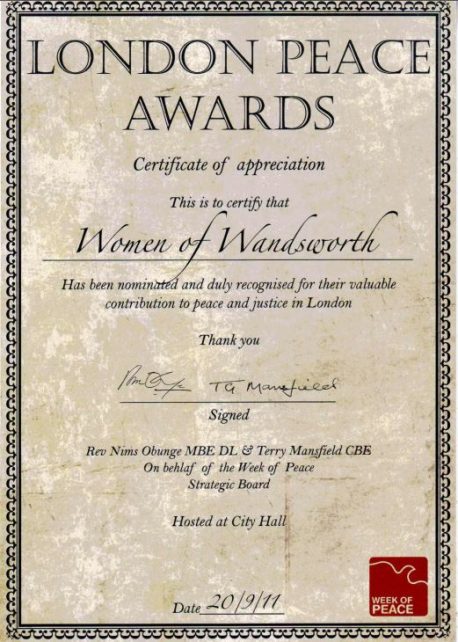 LONDON PEACE
AWARDS
Certificate of appreciation
This is to certify that
Women of Wandsworth
Has been nominated and duly recognised for their valuable
contribution to peace and justice in London
Thank you
TG Mansfield
Signed
Rev Nims Obunge MBE DL & Terry Mansfield CBE
On behlaf of the Week of Peace
Strategic Board
Hosted at City Hall
WEEK OF
PEACE
Date 20/9/11